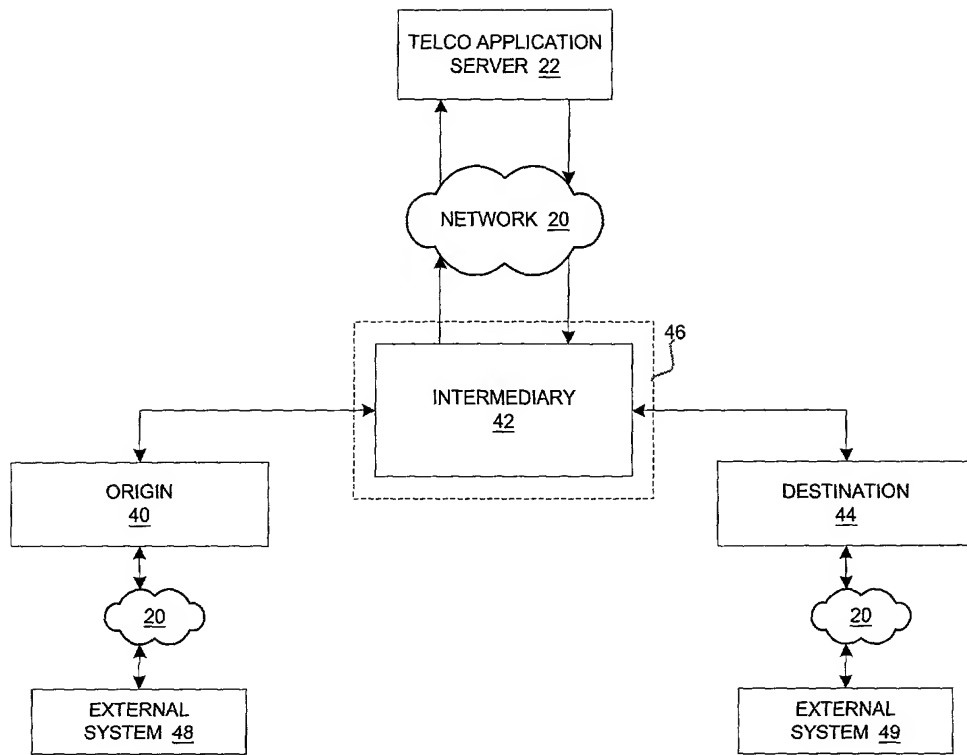 TELCO APPLICATION
SERVER 22
NETWORK 20
46
INTERMEDIARY
42
ORIGIN
40
DESTINATION
44
20
20
EXTERNAL
SYSTEM 48
EXTERNAL
SYSTEM 49